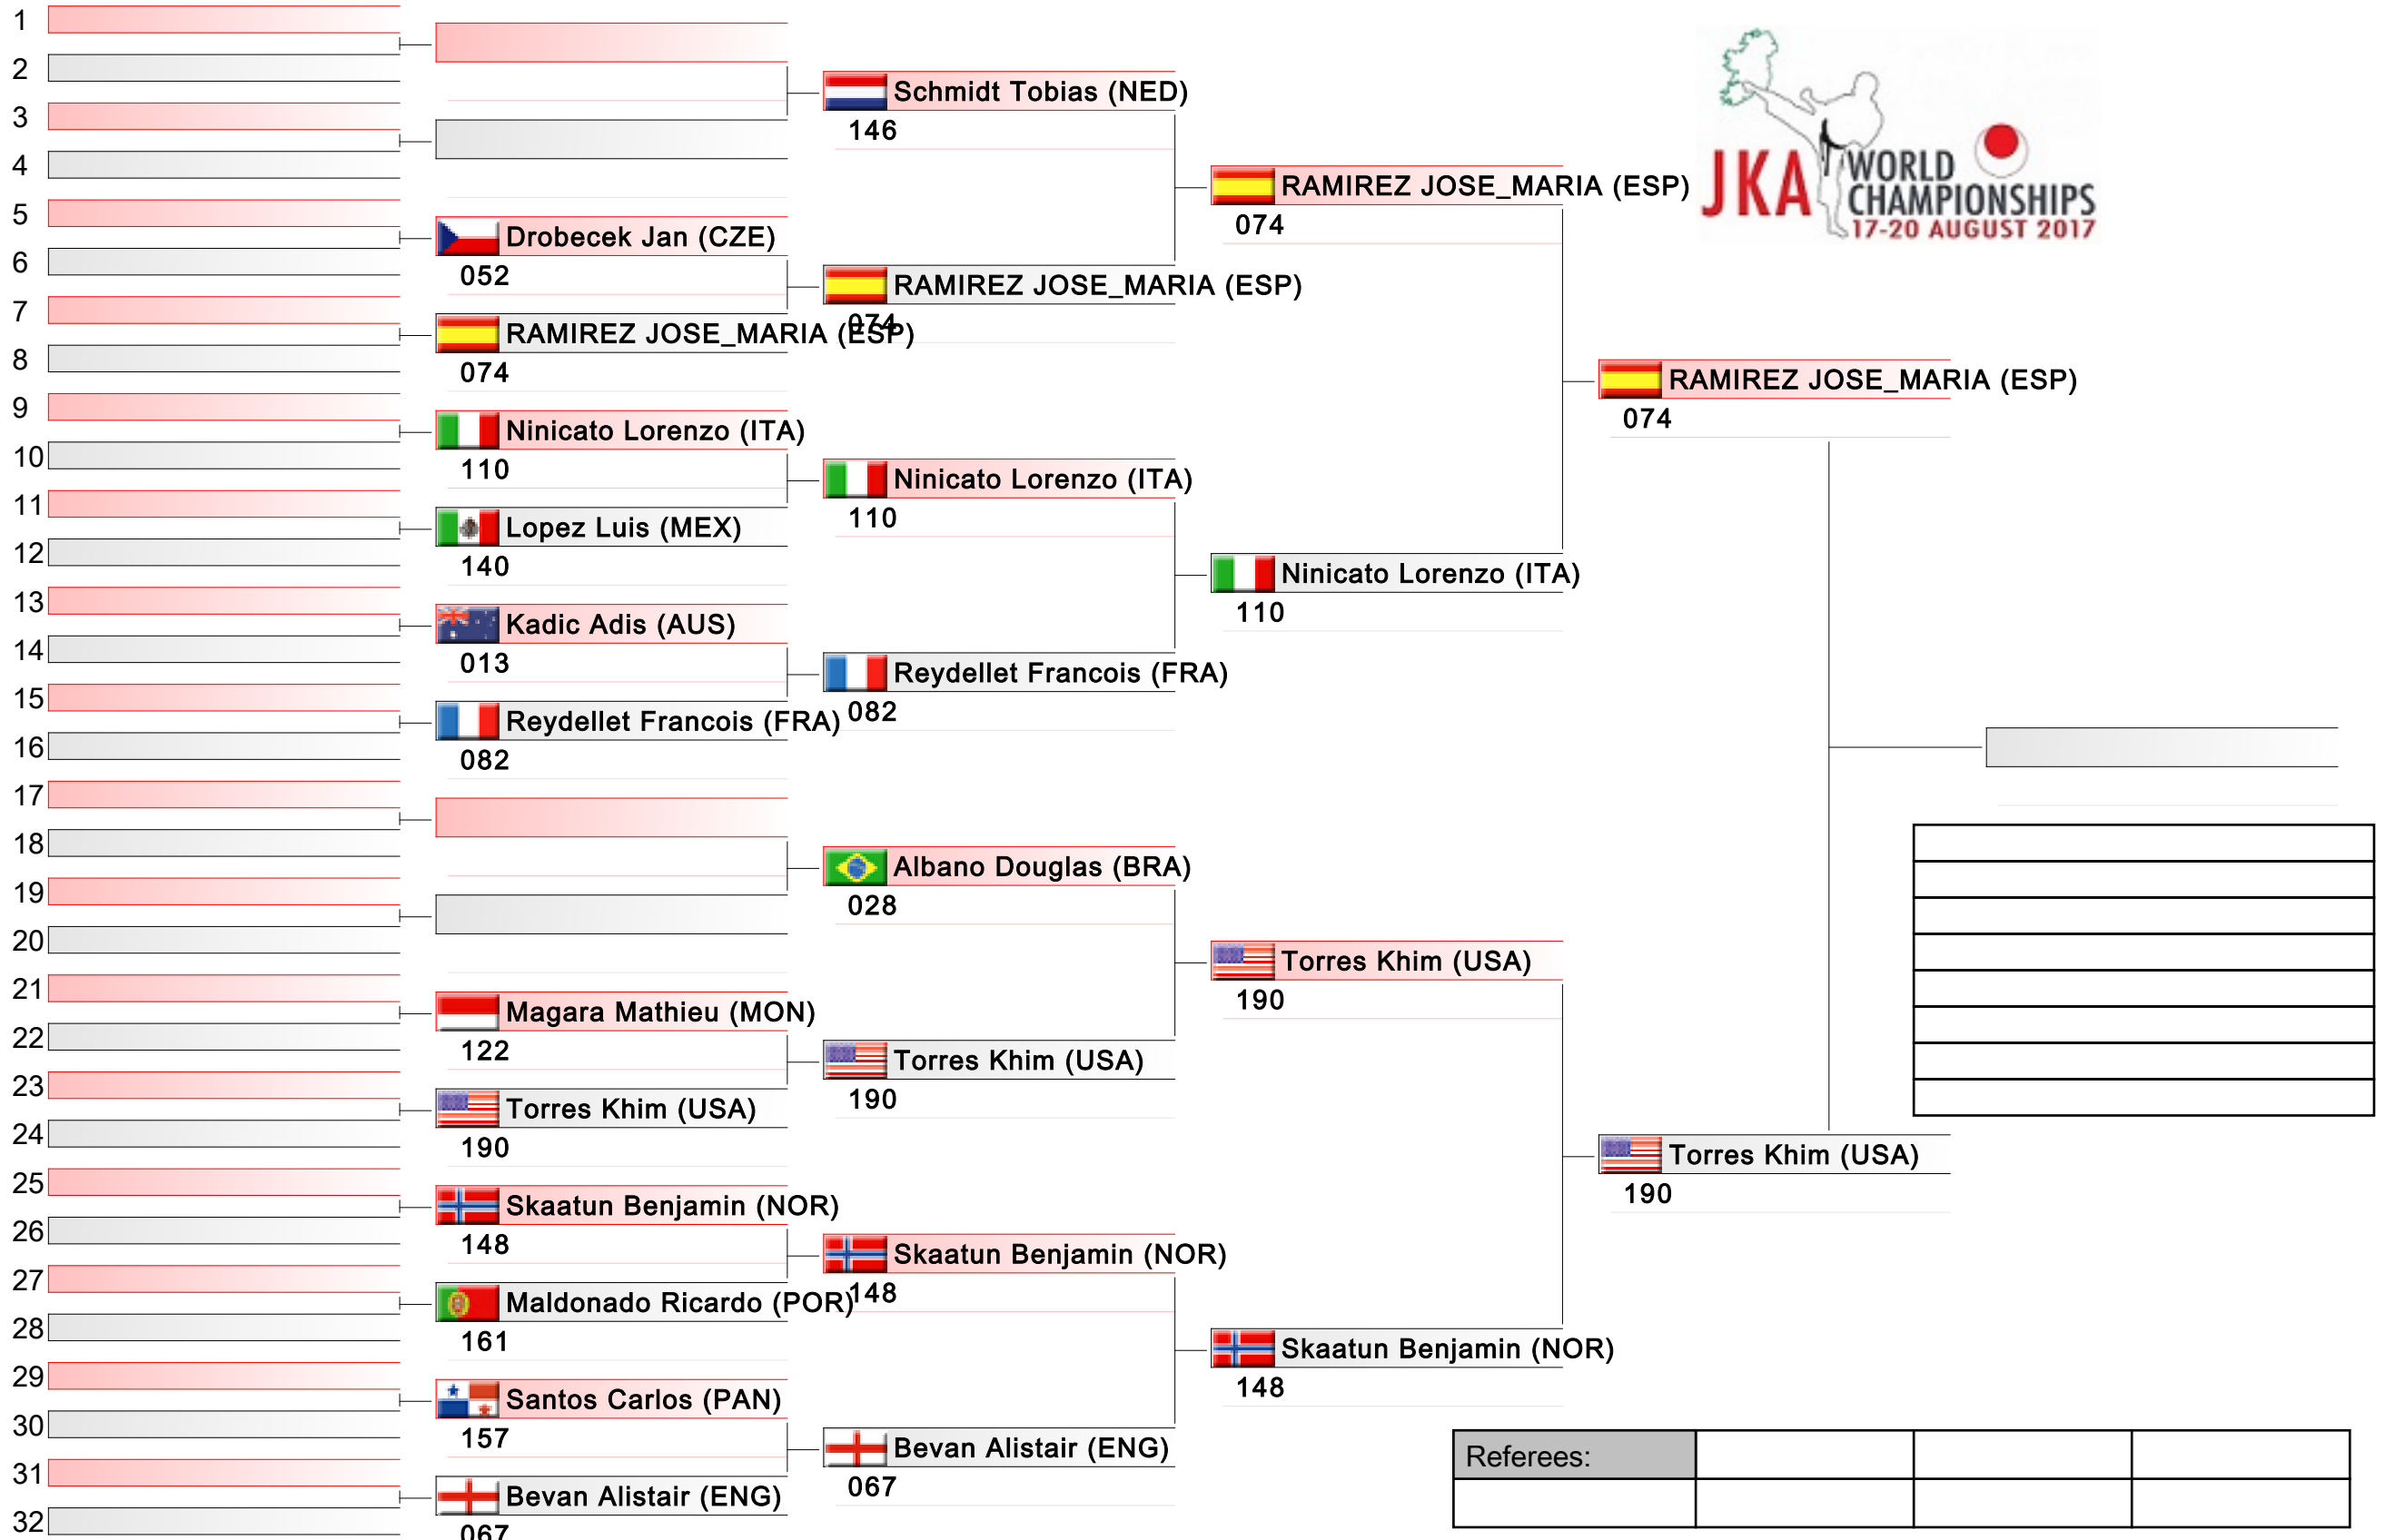 1
2
3
4
5
6
7
8
9
10
11
12
13
14
15
16
17
18
19
20
21
22
23
24
25
26
27
28
29
30
31
32
Drobecek Jan (CZE)
052
RAMIREZ JOSE_MARIA (ESP)
074
Ninicato Lorenzo (ITA)
110
Lopez Luis (MEX)
140
Kadic Adis (AUS)
013
Reydellet Francois (FRA)
082
Magara Mathieu (MON)
122
Torres Khim (USA)
190
Skaatun Benjamin (NOR)
148
Maldonado Ricardo (POR)
161
Santos Carlos (PAN)
157
Bevan Alistair (ENG)
067
Schmidt Tobias (NED)
146
RAMIREZ JOSE_MARIA (ESP)
074
Ninicato Lorenzo (ITA)
110
Reydellet Francois (FRA)
082
Albano Douglas (BRA)
028
Torres Khim (USA)
190
Skaatun Benjamin (NOR)
148
Bevan Alistair (ENG)
067
RAMIREZ JOSE_MARIA (ESP)
074
Ninicato Lorenzo (ITA)
110
Torres Khim (USA)
190
Skaatun Benjamin (NOR)
148
RAMIREZ JOSE_MARIA (ESP)
074
Torres Khim (USA)
190
JKA WORLD
CHAMPIONSHIPS
17-20 AUGUST 2017
Referees: